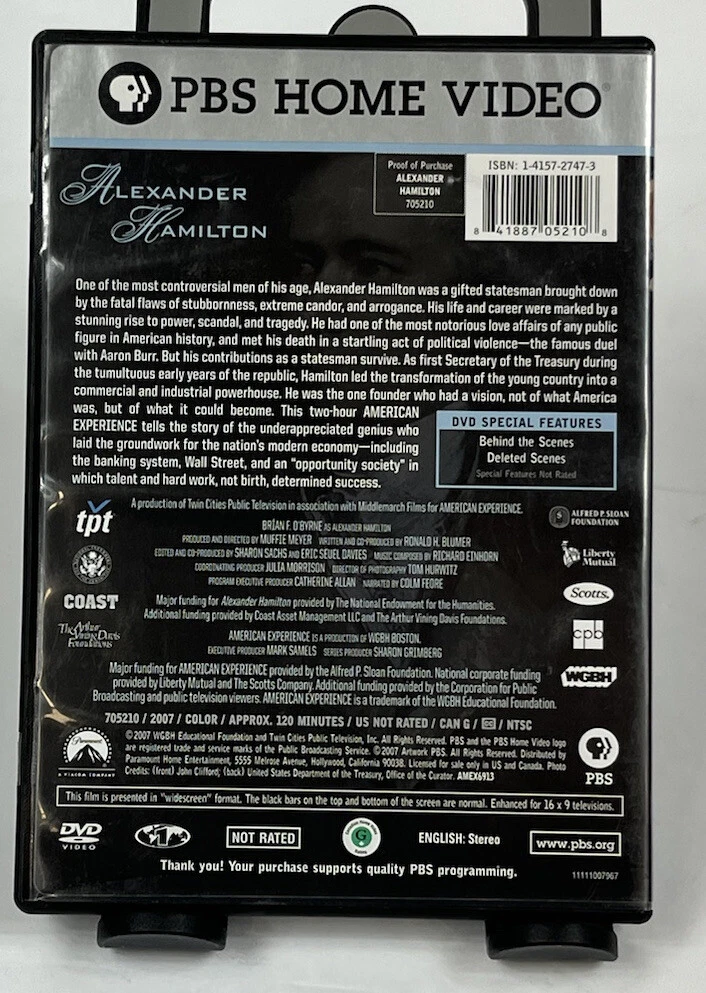 PBS HOME VIDEO
ALEXANDER
HAMILTON
Proof of Purchase
ALEXANDER
HAMILTON
705210
ISBN: 1-4157-2747-3
8 41887 05210 8
One of the most controversial men of his age, Alexander Hamilton was a gifted statesman brought down
by the fatal flaws of stubbornness, extreme candor, and arrogance. His life and career were marked by a
stunning rise to power, scandal, and tragedy. He had one of the most notorious love affairs of any public
figure in American history, and met his death in a startling act of political violence—the famous duel
with Aaron Burr. But his contributions as a statesman survive. As first Secretary of the Treasury during
the tumultuous early years of the republic, Hamilton led the transformation of the young country into a
commercial and industrial powerhouse. He was the one founder who had a vision, not of what America
was, but of what it could become. This two-hour AMERICAN
EXPERIENCE tells the story of the underappreciated genius who
laid the groundwork for the nation's modern economy—including
the banking system, Wall Street, and an "opportunity society" in
which talent and hard work, not birth, determined success.
DVD SPECIAL FEATURES
Behind the Scenes
Deleted Scenes
Special Features Not Rated
tpt
COAST
The Arthur
Vining Davis
Foundations
A production of Twin Cities Public Television in association with Middlemarch Films for AMERICAN EXPERIENCE.
BRIAN F. O'BYRNE AS ALEXANDER HAMILTON
PRODUCED AND DIRECTED BY MUFFIE MEYER WRITTEN AND CO-PRODUCED BY RONALD H. BLUMER
EDITED AND CO-PRODUCED BY SHARON SACHS AND ERIC SEUEL DAVIES MUSIC COMPOSED BY RICHARD EINHORN
COORDINATING PRODUCER JULIA MORRISON DIRECTOR OF PHOTOGRAPHY TOM HURWITZ
PROGRAM EXECUTIVE PRODUCER CATHERINE ALLAN NARRATED BY COLM FEORE
Major funding for Alexander Hamilton provided by The National Endowment for the Humanities.
Additional funding provided by Coast Asset Management LLC and The Arthur Vining Davis Foundations.
AMERICAN EXPERIENCE IS A PRODUCTION OF WGBH BOSTON.
EXECUTIVE PRODUCER MARK SAMELS SERIES PRODUCER SHARON GRIMBERG
Major funding for AMERICAN EXPERIENCE provided by the Alfred P. Sloan Foundation. National corporate funding
provided by Liberty Mutual and The Scotts Company. Additional funding provided by the Corporation for Public
Broadcasting and public television viewers. AMERICAN EXPERIENCE is a trademark of the WGBH Educational Foundation.
ALFRED P. SLOAN
FOUNDATION
Liberty
Mutual
Scotts.
cpb
WGBH
705210 / 2007 / COLOR / APPROX. 120 MINUTES / US NOT RATED / CAN G / CC / NTSC
Paramount
A VIACOM COMPANY
©2007 WGBH Educational Foundation and Twin Cities Public Television, Inc. All Rights Reserved. PBS and the PBS Home Video logo
are registered trade and service marks of the Public Broadcasting Service. ©2007 Artwork PBS. All Rights Reserved. Distributed by
Paramount Home Entertainment, 5555 Melrose Avenue, Hollywood, California 90038. Licensed for sale only in US and Canada. Photo
Credits: (front) John Clifford; (back) United States Department of the Treasury, Office of the Curator. AMEX6913
PBS
This film is presented in "widescreen" format. The black bars on the top and bottom of the screen are normal. Enhanced for 16 x 9 televisions.
DVD
VIDEO
1
NOT RATED
G
ENGLISH: Stereo
www.pbs.org
Thank you! Your purchase supports quality PBS programming.
11111007967